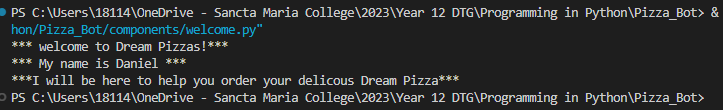 PS C:\Users\18114\OneDrive - Sancta Maria College\2023\Year 12 DTG\Programming in Python\Pizza_Bot> &
hon/Pizza_Bot/components/welcome.py"
*** welcome to Dream Pizzas!***
*** My name is Daniel ***
***I will be here to help you order your delicous Dream Pizza***
PS C:\Users\18114\OneDrive - Sancta Maria College\2023\Year 12 DTG\Programming in Python\Pizza_Bot>